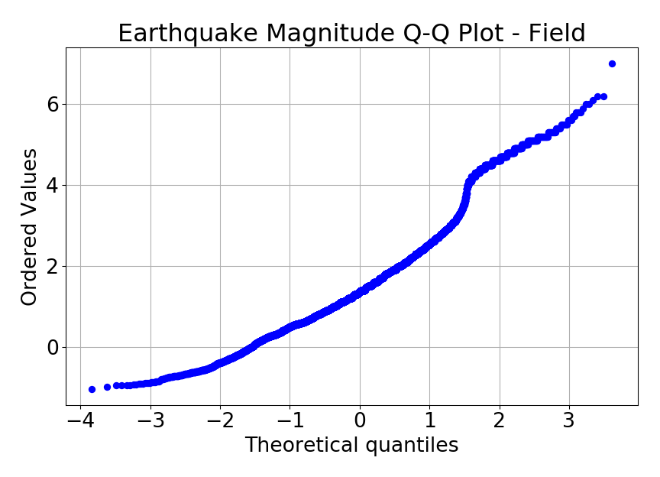 Earthquake Magnitude Q-Q Plot - Field
Ordered Values
6
4
2
0
−4 −3 −2 −1 0 1 2 3
Theoretical quantiles